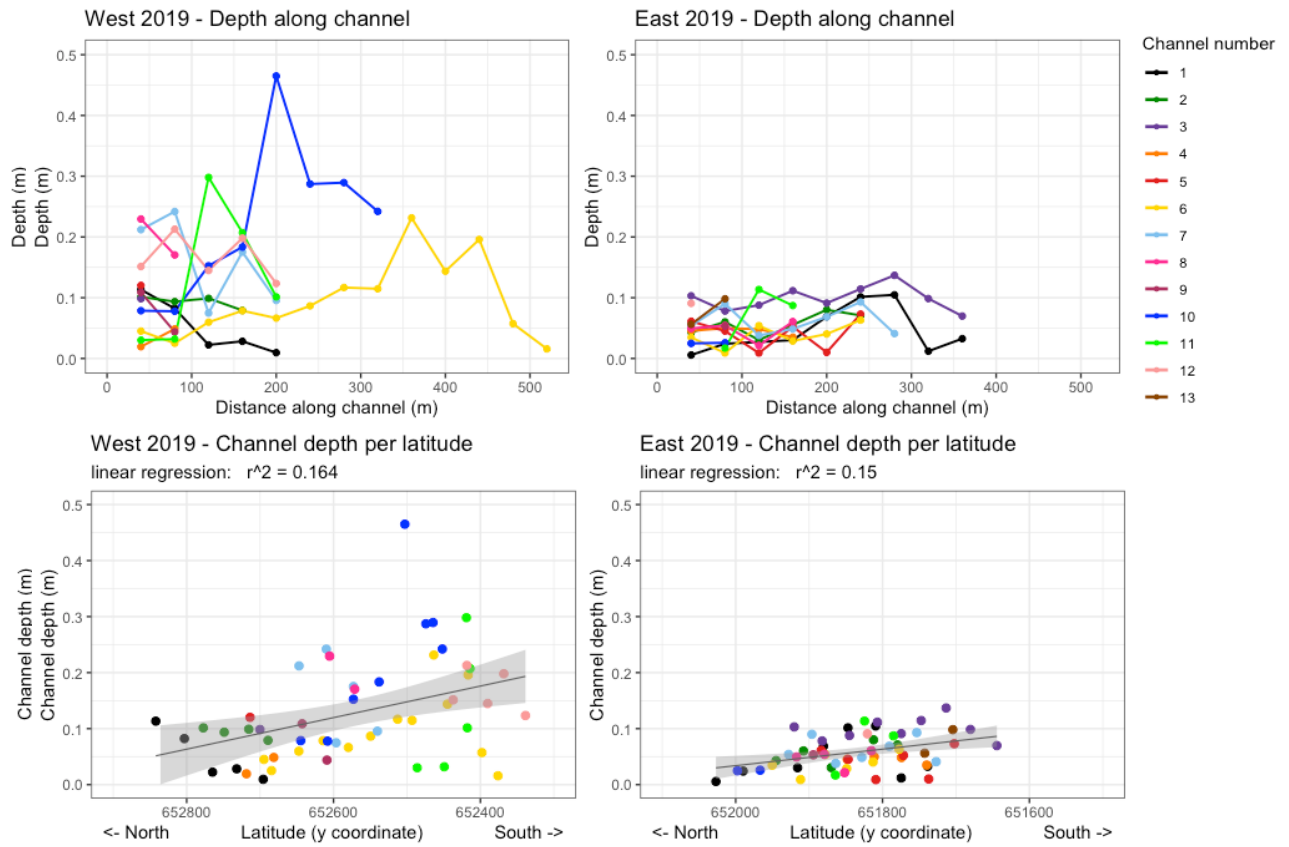 West 2019 - Depth along channel
East 2019 - Depth along channel
0.5
0.4
0.3
0.2
0.1
0.0
Depth (m)
Depth (m)
0 100 200 300 400 500
Distance along channel (m)
0.5
0.4
0.3
0.2
0.1
0.0
Depth (m)
0 100 200 300 400 500
Distance along channel (m)
Channel number
1
2
3
4
5
6
7
8
9
10
11
12
13
West 2019 - Channel depth per latitude
linear regression: r^2 = 0.164
0.5
0.4
0.3
0.2
0.1
0.0
Channel depth (m)
Channel depth (m)
652800 652600 652400
<- North Latitude (y coordinate) South ->
East 2019 - Channel depth per latitude
linear regression: r^2 = 0.15
0.5
0.4
0.3
0.2
0.1
0.0
Channel depth (m)
652000 651800 651600
<- North Latitude (y coordinate) South ->